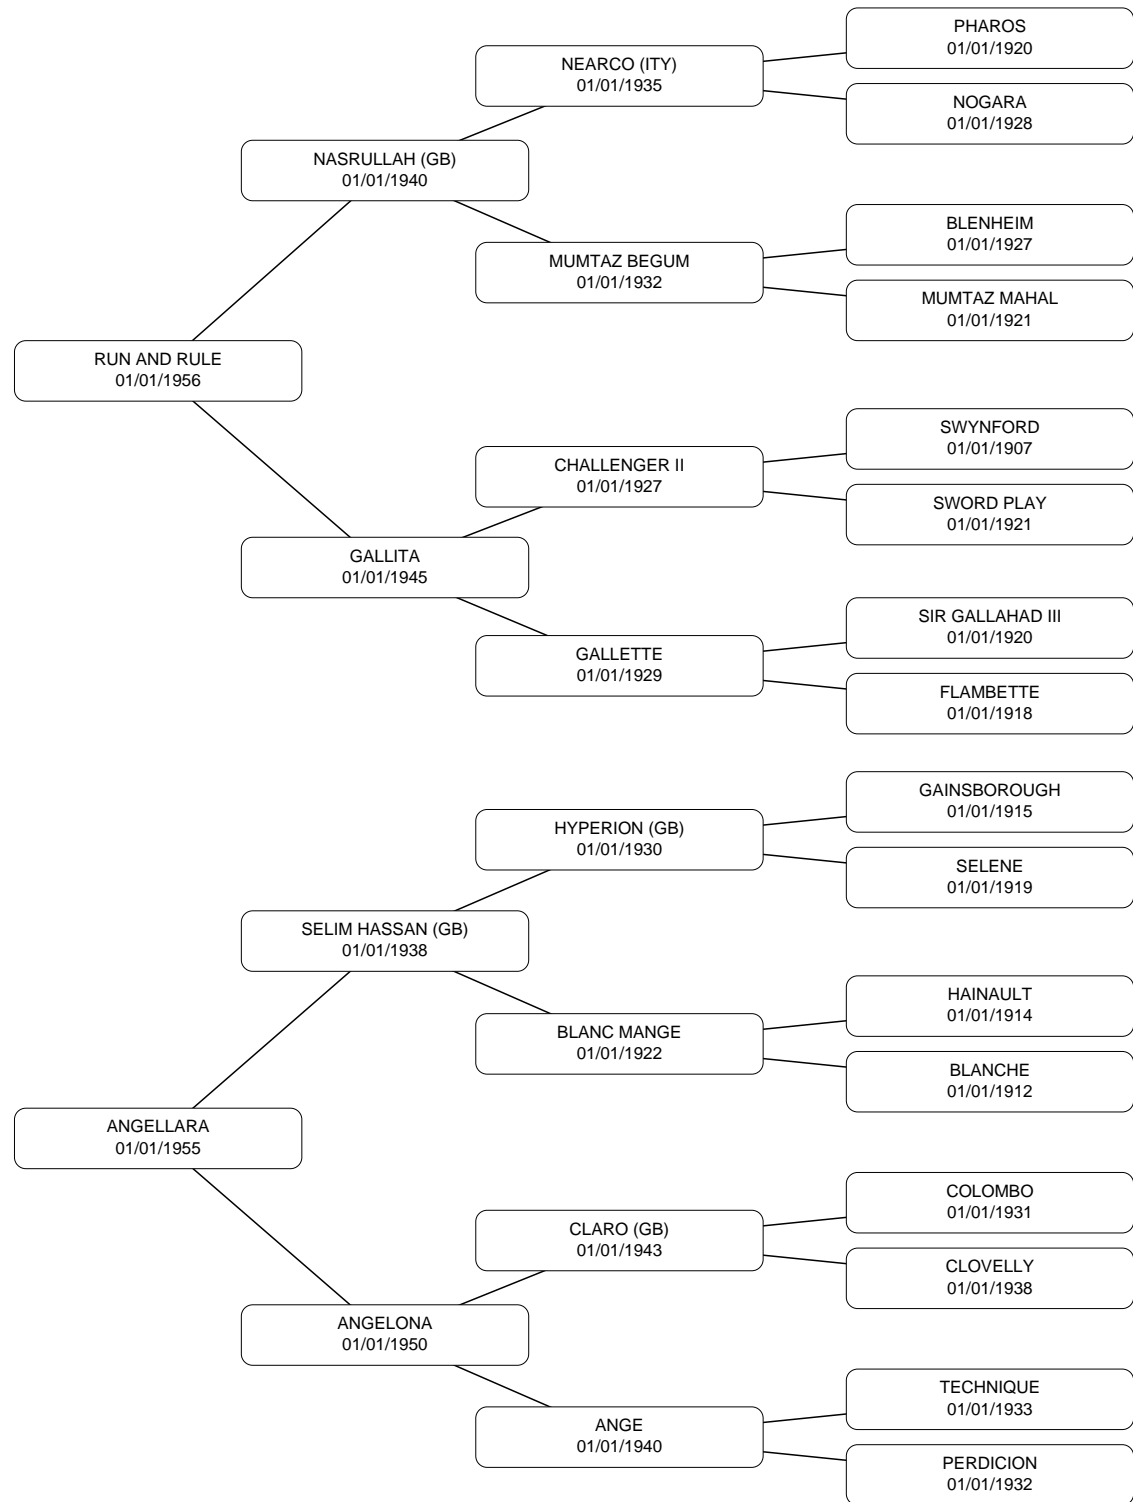 PHAROS
01/01/1920
NEARCO (ITY)
01/01/1935
NOGARA
01/01/1928
NASRULLAH (GB)
01/01/1940
BLENHEIM
01/01/1927
MUMTAZ BEGUM
01/01/1932
MUMTAZ MAHAL
01/01/1921
RUN AND RULE
01/01/1956
SWYNFORD
01/01/1907
CHALLENGER II
01/01/1927
SWORD PLAY
01/01/1921
GALLITA
01/01/1945
SIR GALLAHAD III
01/01/1920
GALLETTE
01/01/1929
FLAMBETTE
01/01/1918
GAINSBOROUGH
01/01/1915
HYPERION (GB)
01/01/1930
SELENE
01/01/1919
SELIM HASSAN (GB)
01/01/1938
HAINAULT
01/01/1914
BLANC MANGE
01/01/1922
BLANCHE
01/01/1912
ANGELLARA
01/01/1955
COLOMBO
01/01/1931
CLARO (GB)
01/01/1943
CLOVELLY
01/01/1938
ANGELONA
01/01/1950
TECHNIQUE
01/01/1933
ANGE
01/01/1940
PERDICION
01/01/1932